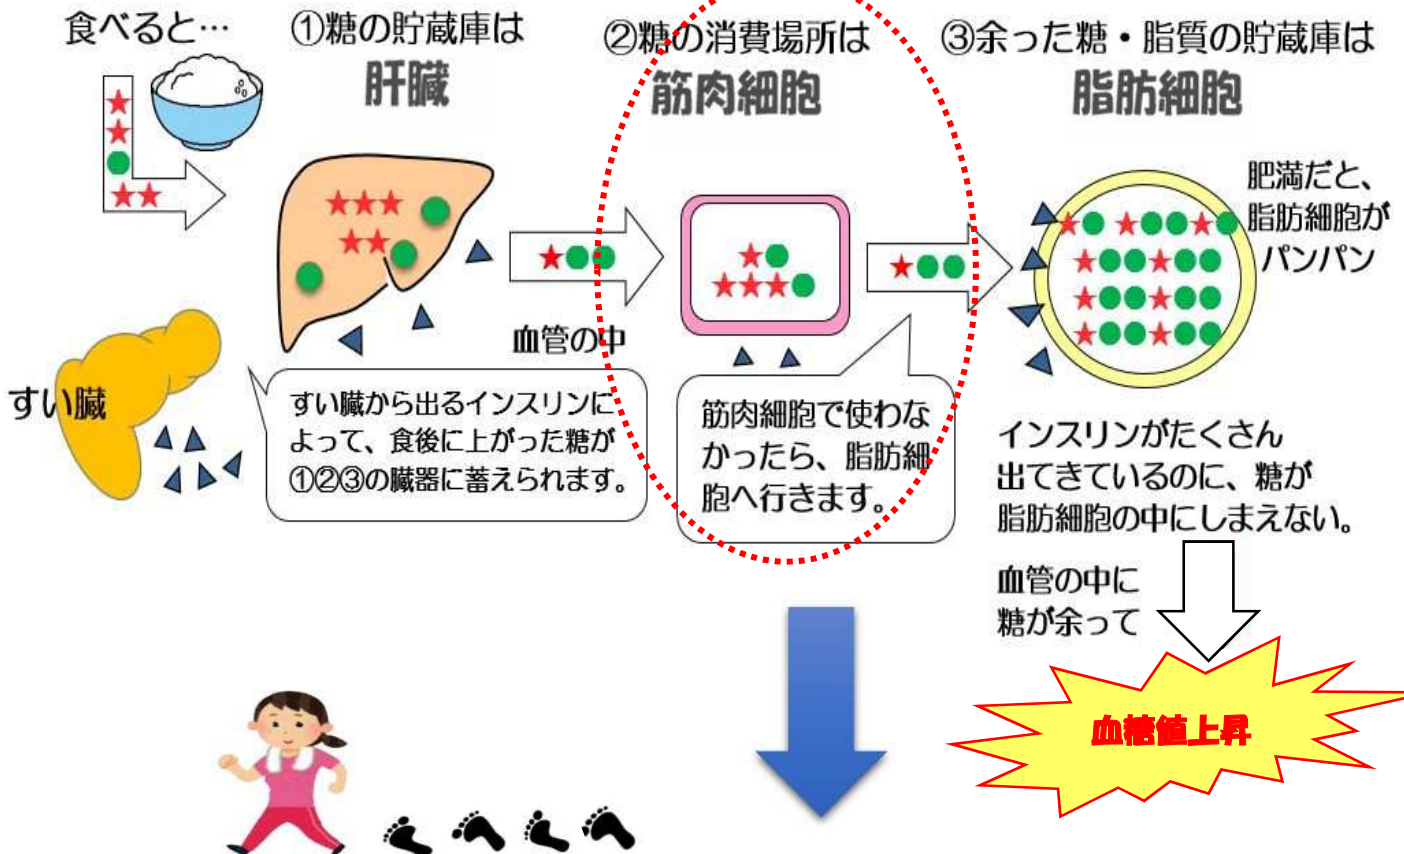 食べると…
①糖の貯蔵庫は
肝臓
②糖の消費場所は
筋肉細胞
③余った糖・脂質の貯蔵庫は
脂肪細胞
肥満だと、
脂肪細胞が
パンパン
血管の中
すい臓
すい臓から出るインスリンに
よって、食後に上がった糖が
①②③の臓器に蓄えられます。
筋肉細胞で使わな
かったら、脂肪細
胞へ行きます。
インスリンがたくさん
出てきているのに、糖が
脂肪細胞の中にしまえない。
血管の中に
糖が余って
血糖値上昇